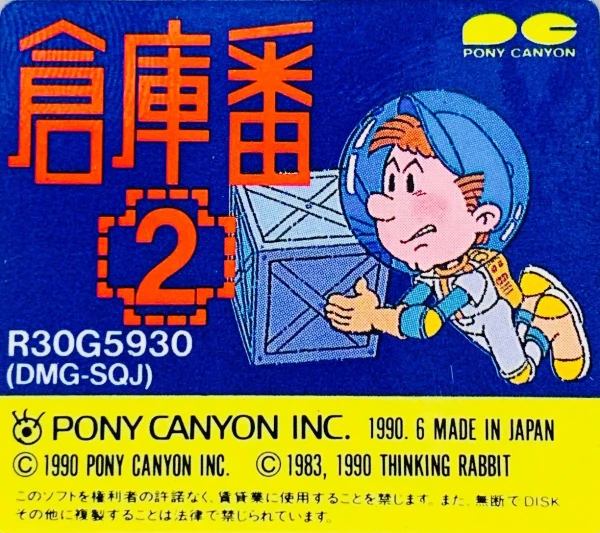 PONY CANYON
倉庫番
2
R30G5930
(DMG-SQJ)
PONY CANYON INC. 1990. 6 MADE IN JAPAN
© 1990 PONY CANYON INC. © 1983, 1990 THINKING RABBIT
このソフトを権利者の許諾なく、賃貸業に使用することを禁じます。また、無断でDISK
その他に複製することは法律で禁じられています。